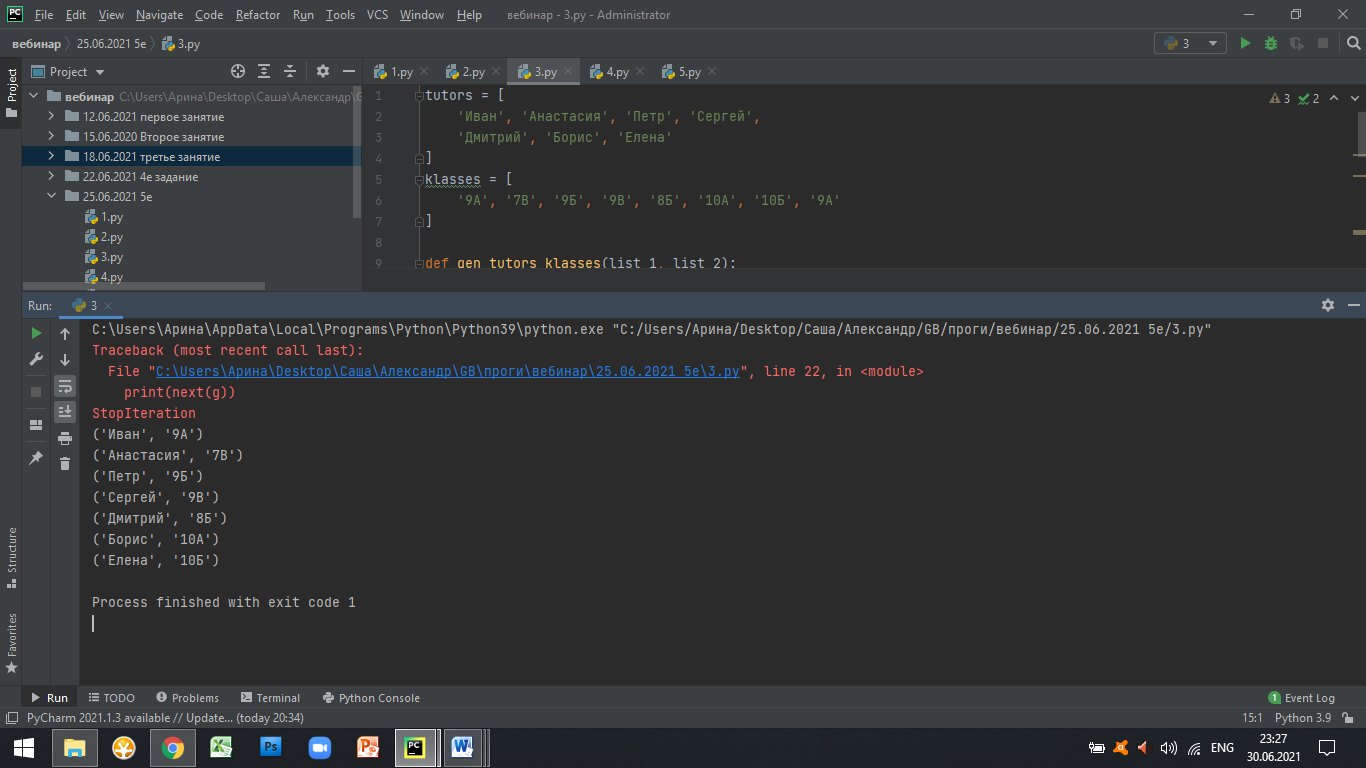 File Edit View Navigate Code Refactor Run Tools VCS Window Help вебинар - 3.py - Administrator
вебинар 25.06.2021 5е 3.py 3
Project
Project
1.py 2.py 3.py 4.py 5.py
вебинар C:\Users\Арина\Desktop\Саша\Александр\G
12.06.2021 первое занятие
15.06.2020 Второе занятие
18.06.2021 третье занятие
22.06.2021 4е задание
25.06.2021 5е
1.py
2.py
3.py
4.py
1 tutors = [
2 'Иван', 'Анастасия', 'Петр', 'Сергей',
3 'Дмитрий', 'Борис', 'Елена'
4 ]
5 klasses = [
6 '9А', '7В', '9Б', '9В', '8Б', '10А', '10Б', '9А'
7 ]
8
9 def gen_tutors_klasses(list_1, list_2):
3 2
Run: 3
C:\Users\Арина\AppData\Local\Programs\Python\Python39\python.exe "C:/Users/Арина/Desktop/Саша/Александр/GB/проги/вебинар/25.06.2021 5е/3.py"
Traceback (most recent call last):
File "C:\Users\Арина\Desktop\Саша\Александр\GB\проги\вебинар\25.06.2021 5е\3.py", line 22, in <module>
print(next(g))
StopIteration
('Иван', '9А')
('Анастасия', '7В')
('Петр', '9Б')
('Сергей', '9В')
('Дмитрий', '8Б')
('Борис', '10А')
('Елена', '10Б')
Process finished with exit code 1
Structure
Favorites
Run TODO Problems Terminal Python Console 1 Event Log
PyCharm 2021.1.3 available // Update... (today 20:34) 15:1 Python 3.9
ENG
23:27
30.06.2021